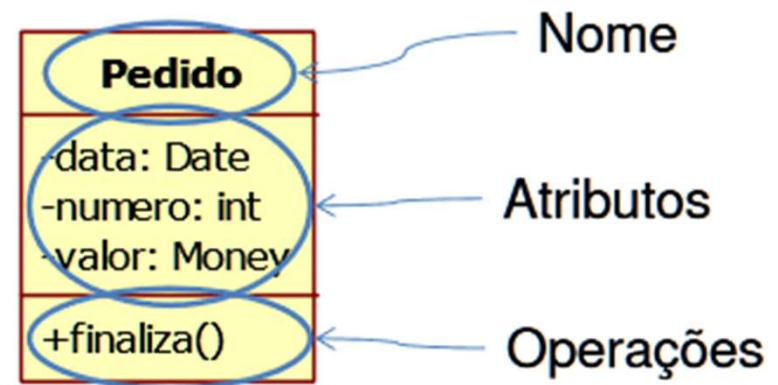 Pedido
-data: Date
-numero: int
-valor: Money
+finaliza()
Nome
Atributos
Operações